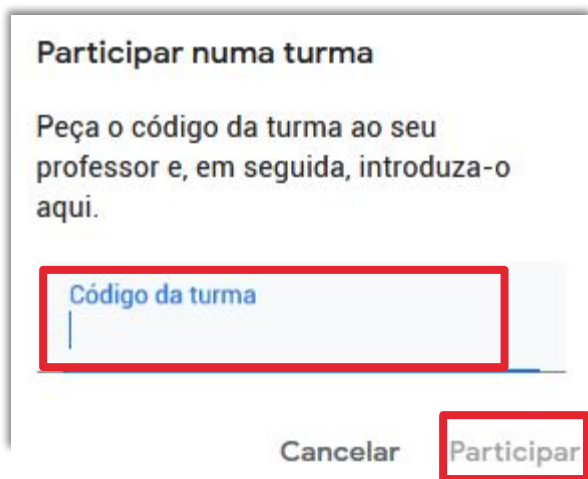 Participar numa turma
Peça o código da turma ao seu
professor e, em seguida, introduza-o
aqui.
Código da turma
Cancelar Participar